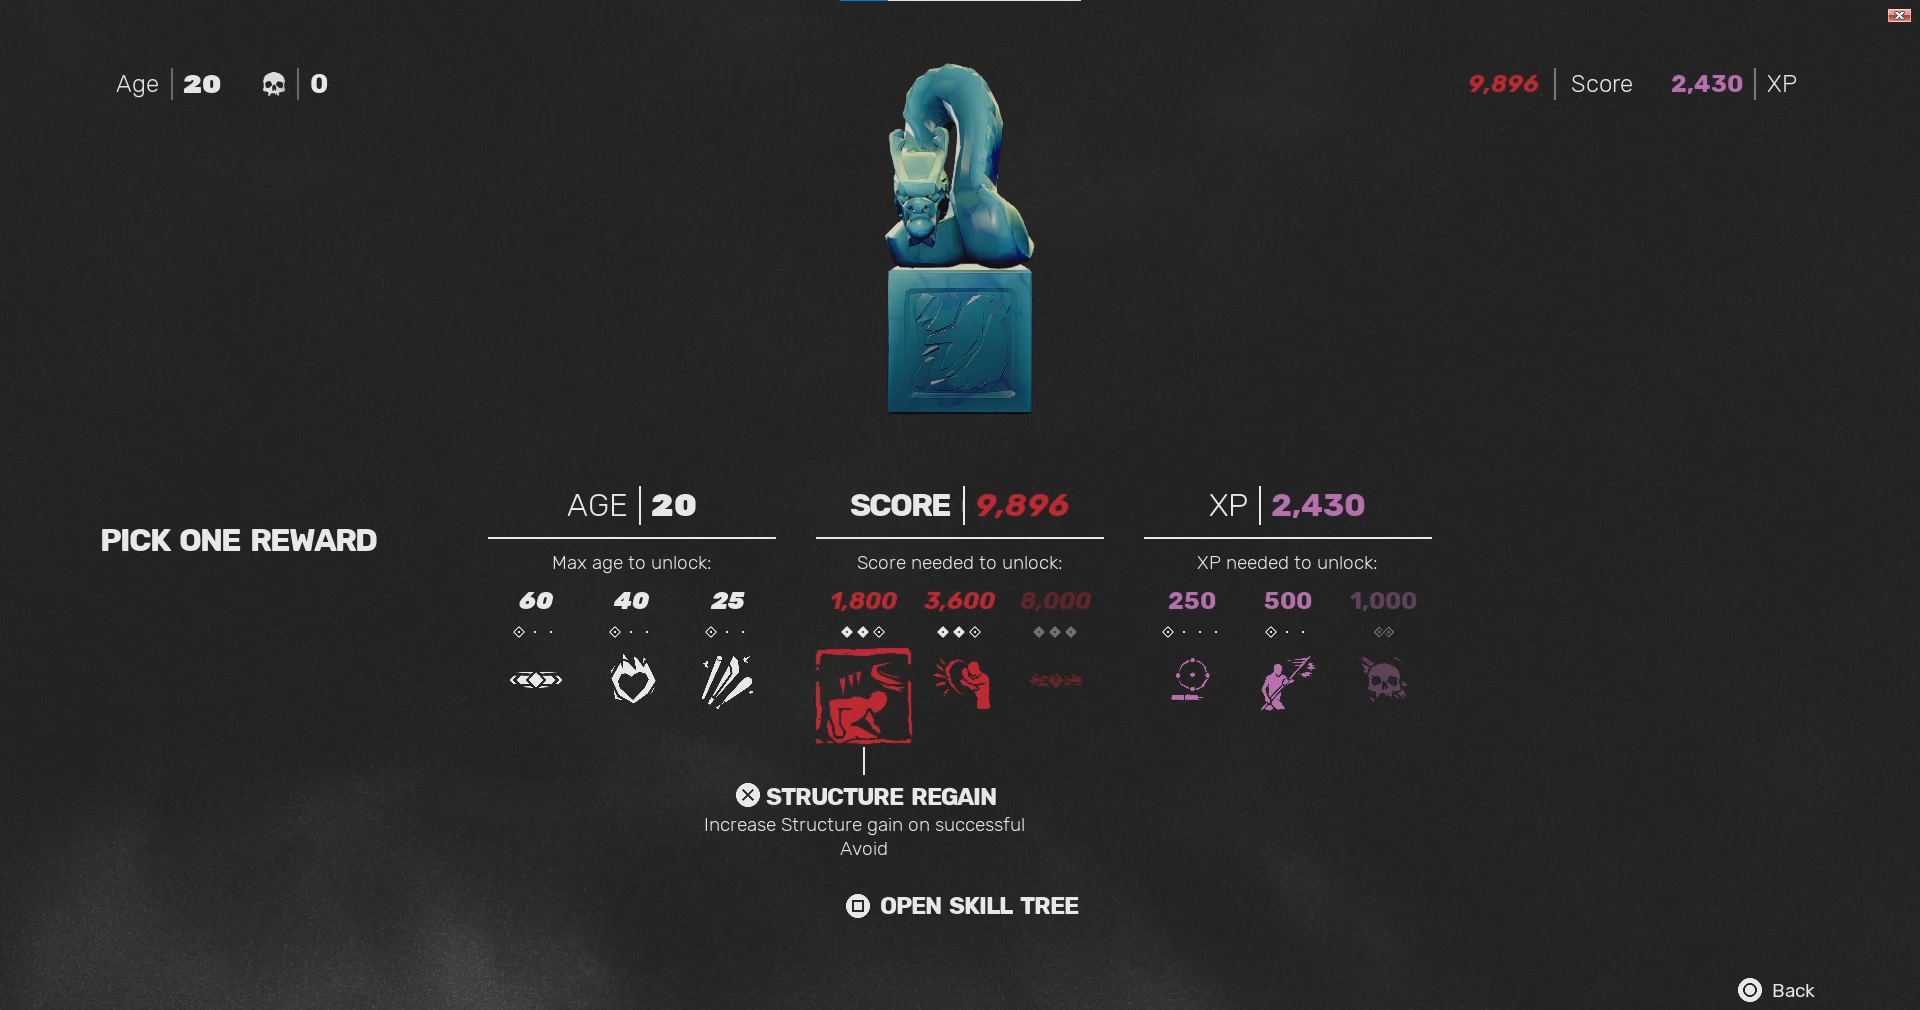 Age 20 0
9,896 Score 2,430 XP
PICK ONE REWARD
AGE 20
Max age to unlock:
60 40 25
SCORE 9,896
Score needed to unlock:
1,800 3,600 8,000
STRUCTURE REGAIN
Increase Structure gain on successful
Avoid
XP 2,430
XP needed to unlock:
250 500 1,000
OPEN SKILL TREE
Back